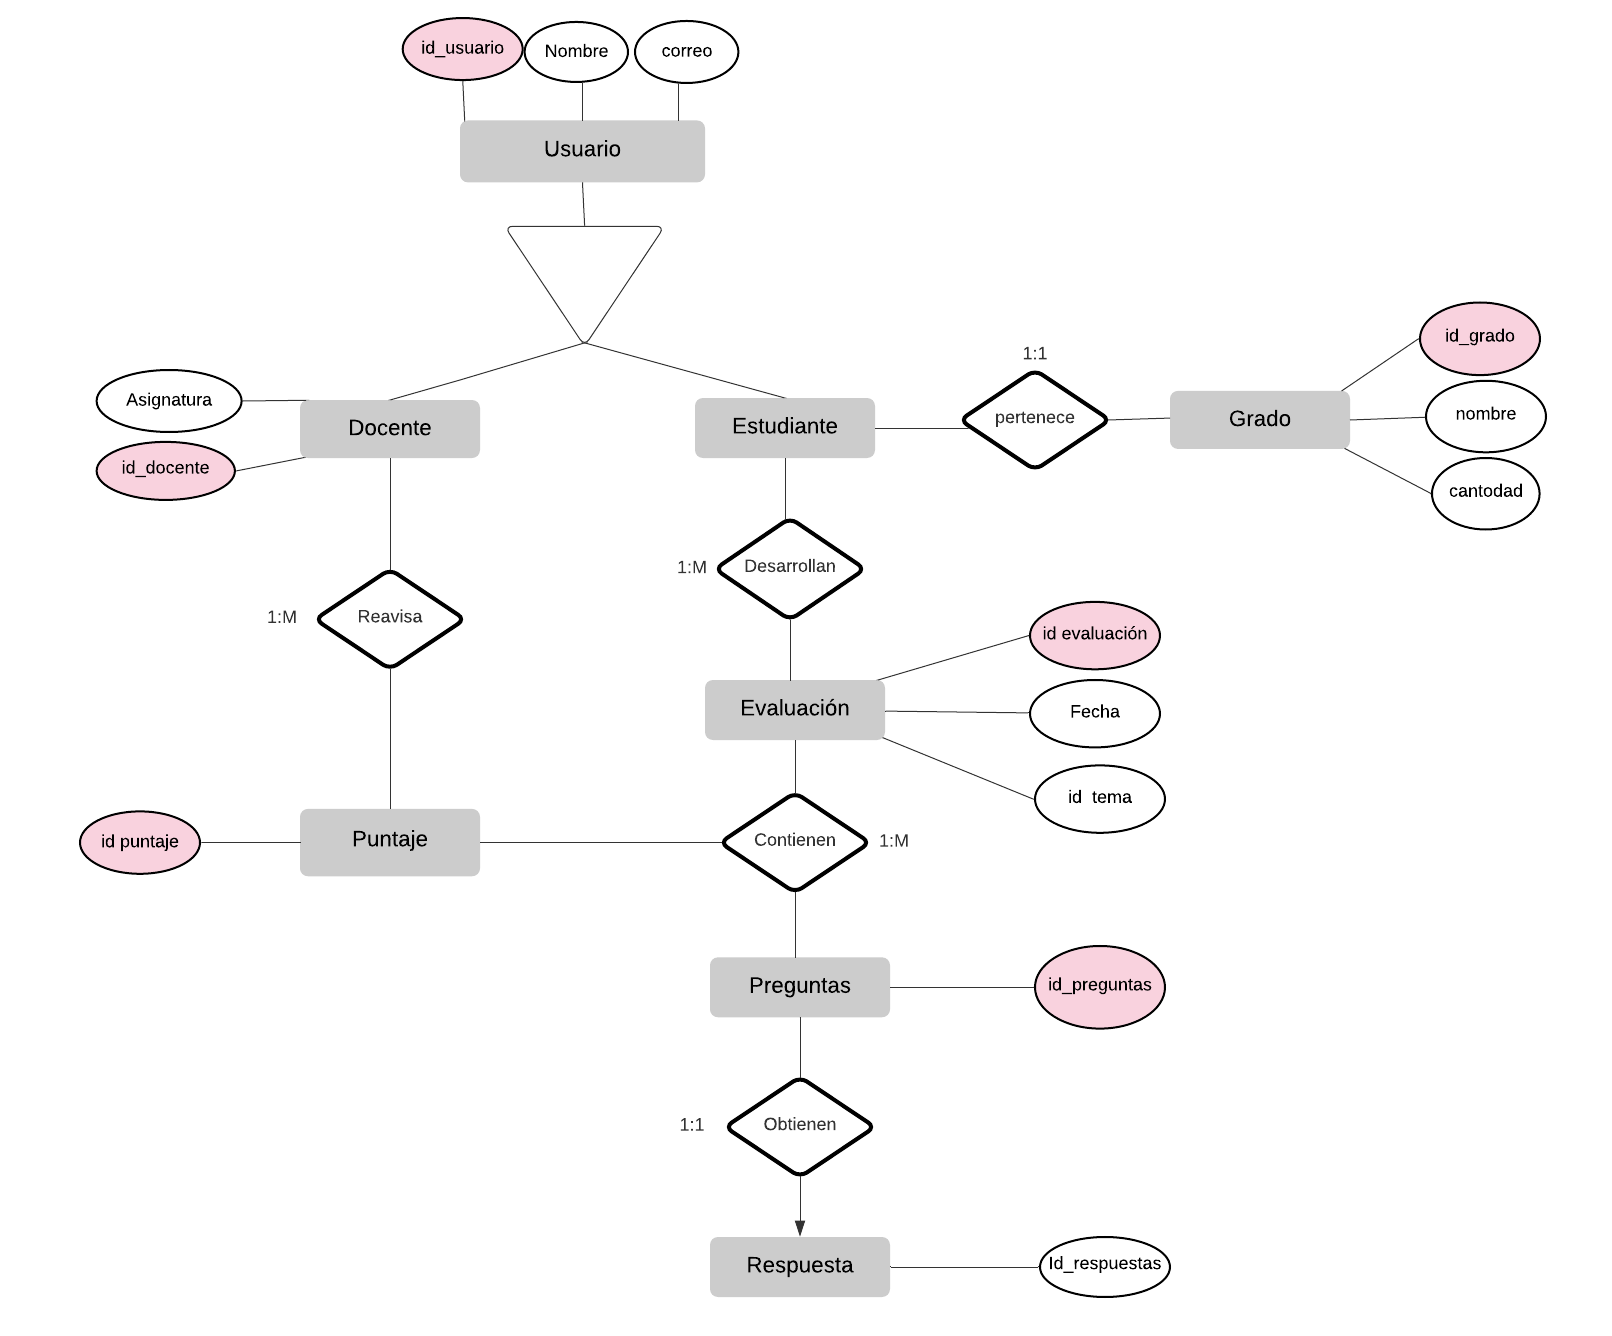 id_usuario
Nombre
correo
Usuario
1:1
id_grado
Asignatura
Docente
Estudiante
pertenece
Grado
nombre
id_docente
cantodad
1:M
Desarrollan
1:M
Reavisa
id evaluación
Evaluación
Fecha
id tema
id puntaje
Puntaje
Contienen
1:M
Preguntas
id_preguntas
1:1
Obtienen
Respuesta
Id_respuestas